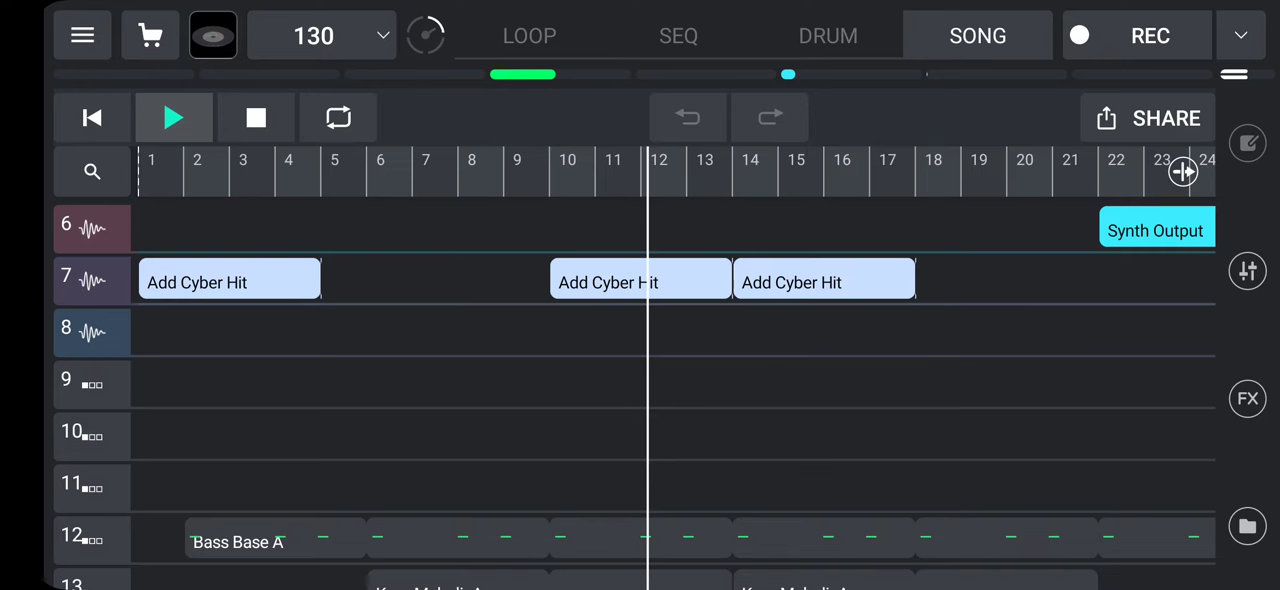 130 LOOP SEQ DRUM SONG REC
SHARE
1 2 3 4 5 6 7 8 9 10 11 12 13 14 15 16 17 18 19 20 21 22 23 24
6 Synth Output
7 Add Cyber Hit Add Cyber Hit Add Cyber Hit
8
9
FX
10
11
12 Bass Base A
13